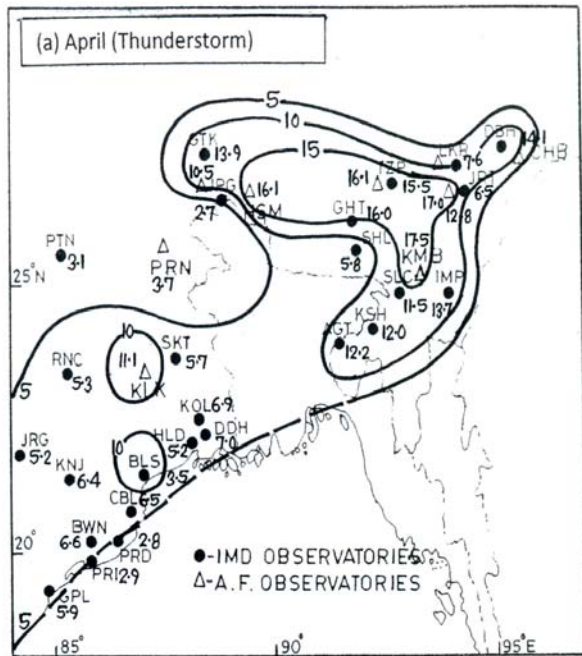 (a) April (Thunderstorm)
5
10
15
GTK
13.9
10.5
JPG
2.7
16.1
HSM
TZP
16.1
15.5
LKR
7.6
DBH
14.1
CHB
JRT
6.5
17.0
12.8
GHT
16.0
SHL
5.8
17.5
KMB
SLC
11.5
IMP
13.7
KSH
12.0
AGT
12.2
PTN
3.1
PRN
3.7
25°N
10
11.1
KLK
SKT
5.7
RNC
5.3
5
KOL 6.9
DDH
7.0
HLD
5.2
10
BLS
3.5
JRG
5.2
KNJ
6.4
CBL
6.5
BWN
6.6
2.8
PRD
PRI 2.9
20°
GPL
5.9
5
●-IMD OBSERVATORIES
△-A.F. OBSERVATORIES
85°
90°
95°E